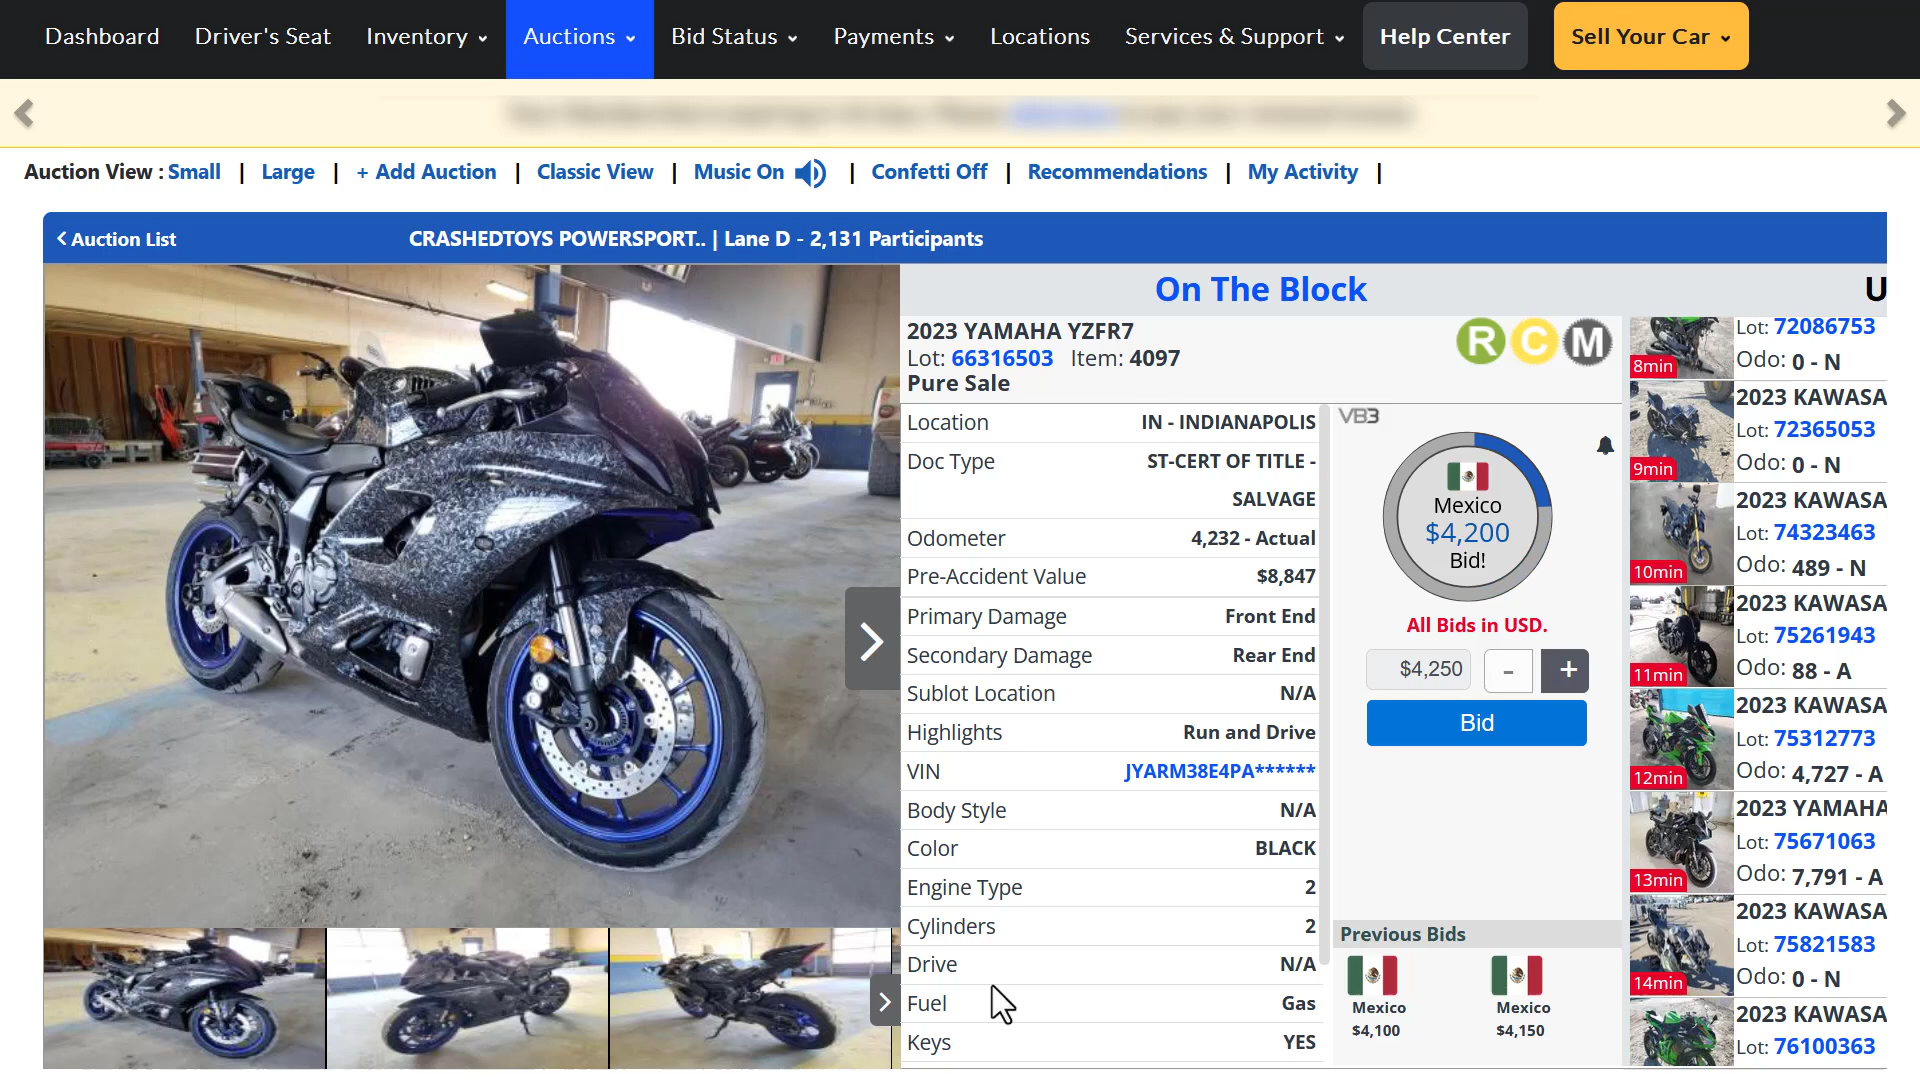 Dashboard
Driver's Seat
Inventory
Auctions
Bid Status
Payments
Locations
Services & Support
Help Center
Sell Your Car
Auction View : Small | Large | + Add Auction | Classic View | Music On | Confetti Off | Recommendations | My Activity |
Auction List
CRASHEDTOYS POWERSPORT.. | Lane D - 2,131 Participants
On The Block
U
2023 YAMAHA YZFR7
Lot: 66316503 Item: 4097
Pure Sale
R C M
Location IN - INDIANAPOLIS
Doc Type ST-CERT OF TITLE -
SALVAGE
Odometer 4,232 - Actual
Pre-Accident Value $8,847
Primary Damage Front End
Secondary Damage Rear End
Sublot Location N/A
Highlights Run and Drive
VIN JYARM38E4PA******
Body Style N/A
Color BLACK
Engine Type 2
Cylinders 2
Drive N/A
Fuel Gas
Keys YES
VB3
Mexico
$4,200
Bid!
All Bids in USD.
$4,250 - +
Bid
Previous Bids
Mexico
$4,100
Mexico
$4,150
Lot: 72086753
8min
Odo: 0 - N
2023 KAWASA
Lot: 72365053
9min
Odo: 0 - N
2023 KAWASA
Lot: 74323463
10min
Odo: 489 - N
2023 KAWASA
Lot: 75261943
11min
Odo: 88 - A
2023 KAWASA
Lot: 75312773
12min
Odo: 4,727 - A
2023 YAMAHA
Lot: 75671063
13min
Odo: 7,791 - A
2023 KAWASA
Lot: 75821583
14min
Odo: 0 - N
2023 KAWASA
Lot: 76100363